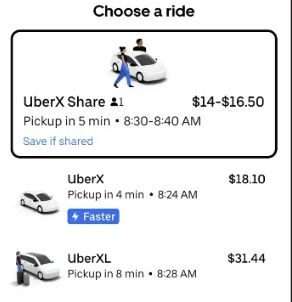 Choose a ride
UberX Share 1 $14-$16.50
Pickup in 5 min • 8:30-8:40 AM
Save if shared
UberX $18.10
Pickup in 4 min • 8:24 AM
Faster
UberXL $31.44
Pickup in 8 min • 8:28 AM